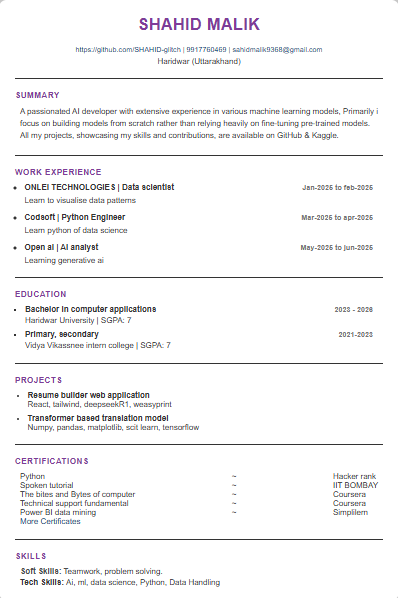 SHAHID MALIK
https://github.com/SHAHID-glitch | 9917760469 | sahidmalik9368@gmail.com
Haridwar (Uttarakhand)
SUMMARY
A passionated AI developer with extensive experience in various machine learning models, Primarily i
focus on building models from scratch rather than relying heavily on fine-tuning pre-trained models.
All my projects, showcasing my skills and contributions, are available on GitHub & Kaggle.
WORK EXPERIENCE
• ONLEI TECHNOLOGIES | Data scientist Jan-2025 to feb-2025
Learn to visualise data patterns
• Codsoft | Python Engineer Mar-2025 to apr-2025
Learn python of data science
• Open ai | Ai analyst May-2025 to jun-2025
Learning generative ai
EDUCATION
• Bachelor in computer applications 2023 - 2026
Haridwar University | SGPA: 7
• Primary, secondary 2021-2023
Vidya Vikassnee intern college | SGPA: 7
PROJECTS
• Resume builder web application
React, tailwind, deepseekR1, weasyprint
• Transformer based translation model
Numpy, pandas, matplotlib, scit learn, tensorflow
CERTIFICATIONS
Python ~ Hacker rank
Spoken tutorial ~ IIT BOMBAY
The bites and Bytes of computer ~ Coursera
Technical support fundamental ~ Coursera
Power BI data mining ~ Simplilern
More Certificates
SKILLS
Soft Skills: Teamwork, problem solving.
Tech Skills: Ai, ml, data science, Python, Data Handling